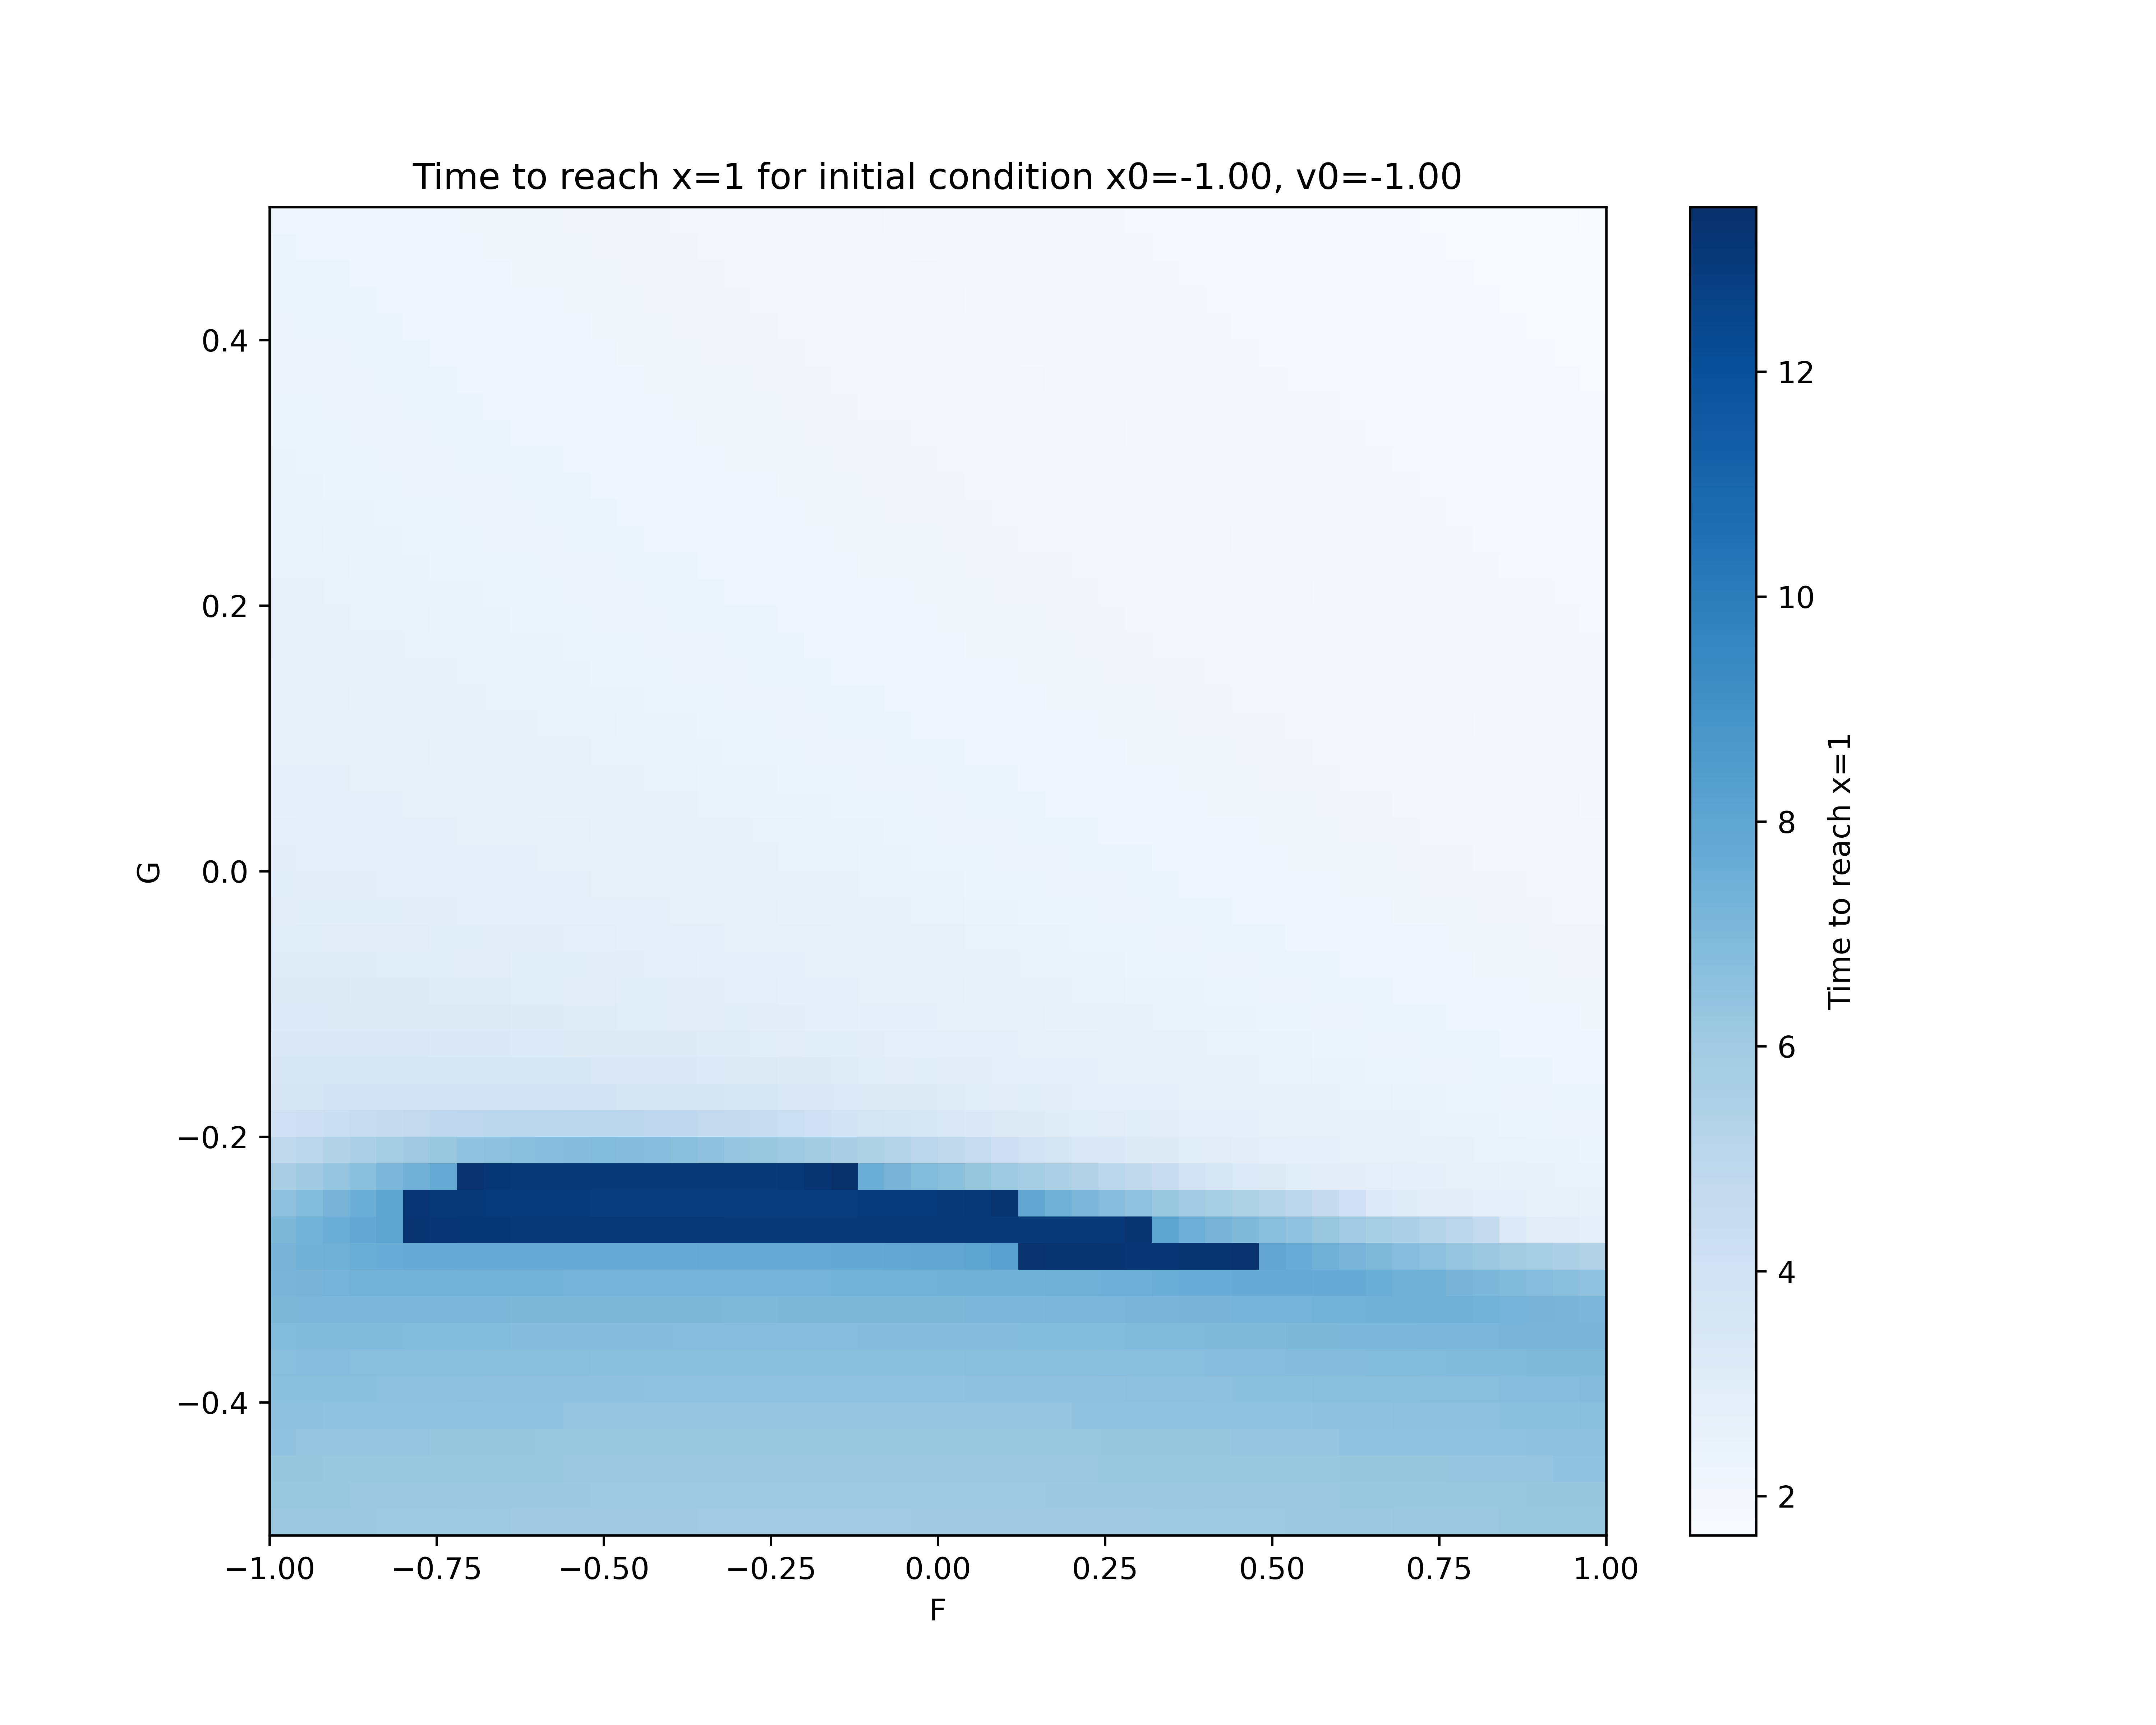 Time to reach x=1 for initial condition x0=-1.00, v0=-1.00
0.4
0.2
0.0
−0.2
−0.4
G
−1.00 −0.75 −0.50 −0.25 0.00 0.25 0.50 0.75 1.00
F
12
10
8
6
4
2
Time to reach x=1